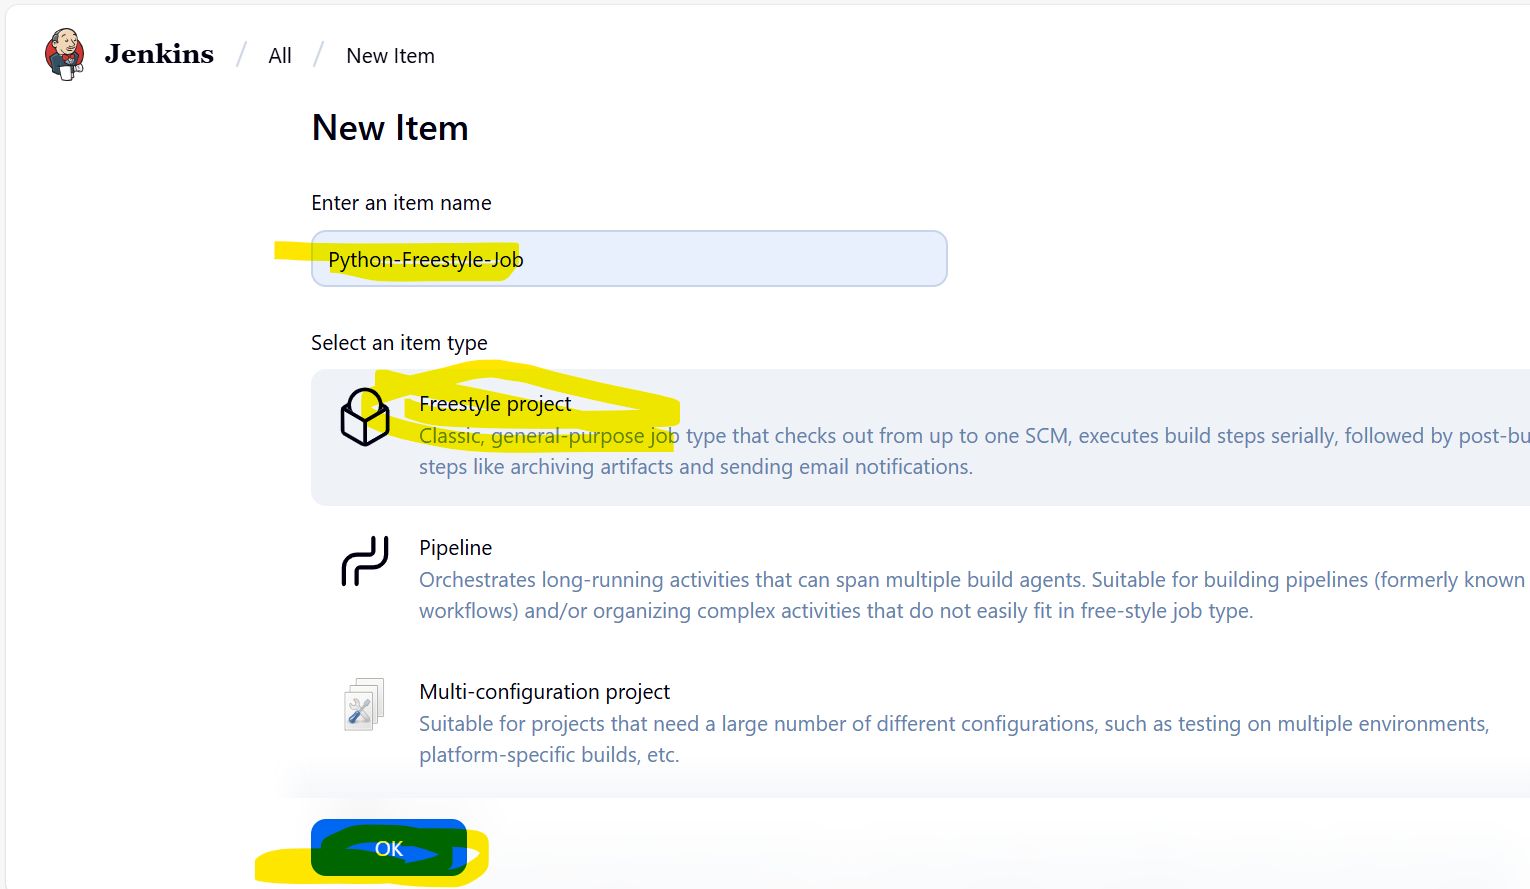 Jenkins / All / New Item
New Item
Enter an item name
Python-Freestyle-Job
Select an item type
Freestyle project
Classic, general-purpose job type that checks out from up to one SCM, executes build steps serially, followed by post-bu
steps like archiving artifacts and sending email notifications.
Pipeline
Orchestrates long-running activities that can span multiple build agents. Suitable for building pipelines (formerly known
workflows) and/or organizing complex activities that do not easily fit in free-style job type.
Multi-configuration project
Suitable for projects that need a large number of different configurations, such as testing on multiple environments,
platform-specific builds, etc.
OK